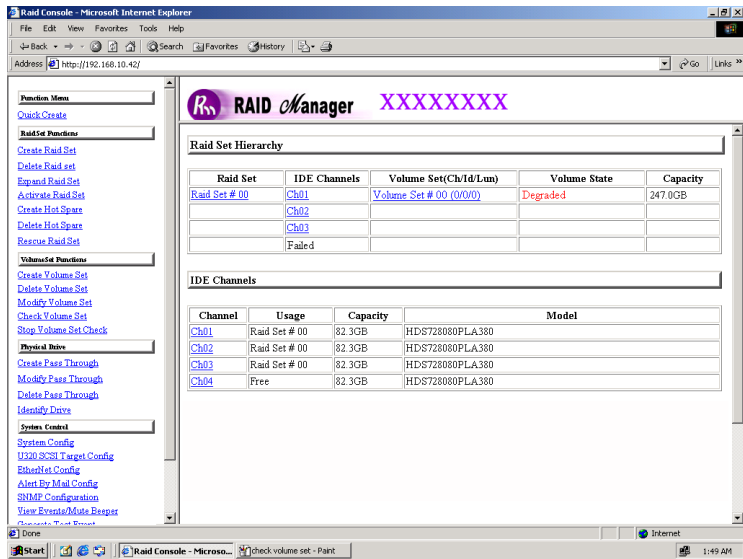 Raid Console - Microsoft Internet Explorer
File Edit View Favorites Tools Help
Back Search Favorites History
Address http://192.168.10.42/ Go Links »
Function Menu
Quick Create
RaidSet Functions
Create Raid Set
Delete Raid set
Expand Raid Set
Activate Raid Set
Create Hot Spare
Delete Hot Spare
Rescue Raid Set
VolumeSet Functions
Create Volume Set
Delete Volume Set
Modify Volume Set
Check Volume Set
Stop Volume Set Check
Physical Drive
Create Pass Through
Modify Pass Through
Delete Pass Through
Identify Drive
System Control
System Config
U320 SCSI Target Config
EtherNet Config
Alert By Mail Config
SNMP Configuration
View Events/Mute Beeper
Generate Test Event
Rm RAID Manager XXXXXXXX
Raid Set Hierarchy
Raid Set IDE Channels Volume Set(Ch/Id/Lun) Volume State Capacity
Raid Set # 00 Ch01 Volume Set # 00 (0/0/0) Degraded 247.0GB
Ch02
Ch03
Failed
IDE Channels
Channel Usage Capacity Model
Ch01 Raid Set # 00 82.3GB HDS728080PLA380
Ch02 Raid Set # 00 82.3GB HDS728080PLA380
Ch03 Raid Set # 00 82.3GB HDS728080PLA380
Ch04 Free 82.3GB HDS728080PLA380
Done Internet
Start Raid Console - Microso... check volume set - Paint 1:49 AM